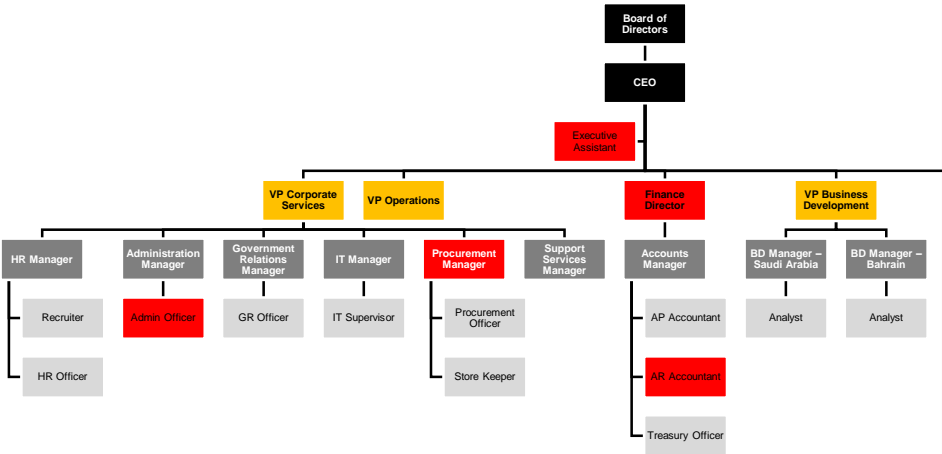 Board of
Directors
CEO
Executive
Assistant
VP Corporate
Services
VP Operations
Finance
Director
VP Business
Development
HR Manager
Administration
Manager
Government
Relations
Manager
IT Manager
Procurement
Manager
Support
Services
Manager
Accounts
Manager
BD Manager –
Saudi Arabia
BD Manager –
Bahrain
Recruiter
Admin Officer
GR Officer
IT Supervisor
Procurement
Officer
AP Accountant
Analyst
Analyst
HR Officer
Store Keeper
AR Accountant
Treasury Officer